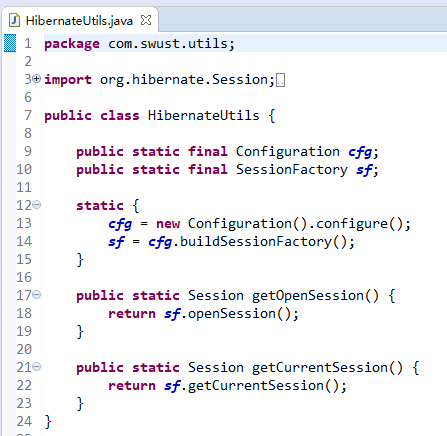 HibernateUtils.java
1 package com.swust.utils;
2
3 import org.hibernate.Session;
6
7 public class HibernateUtils {
8
9     public static final Configuration cfg;
10     public static final SessionFactory sf;
11
12     static {
13         cfg = new Configuration().configure();
14         sf = cfg.buildSessionFactory();
15     }
16
17     public static Session getOpenSession() {
18         return sf.openSession();
19     }
20
21     public static Session getCurrentSession() {
22         return sf.getCurrentSession();
23     }
24 }